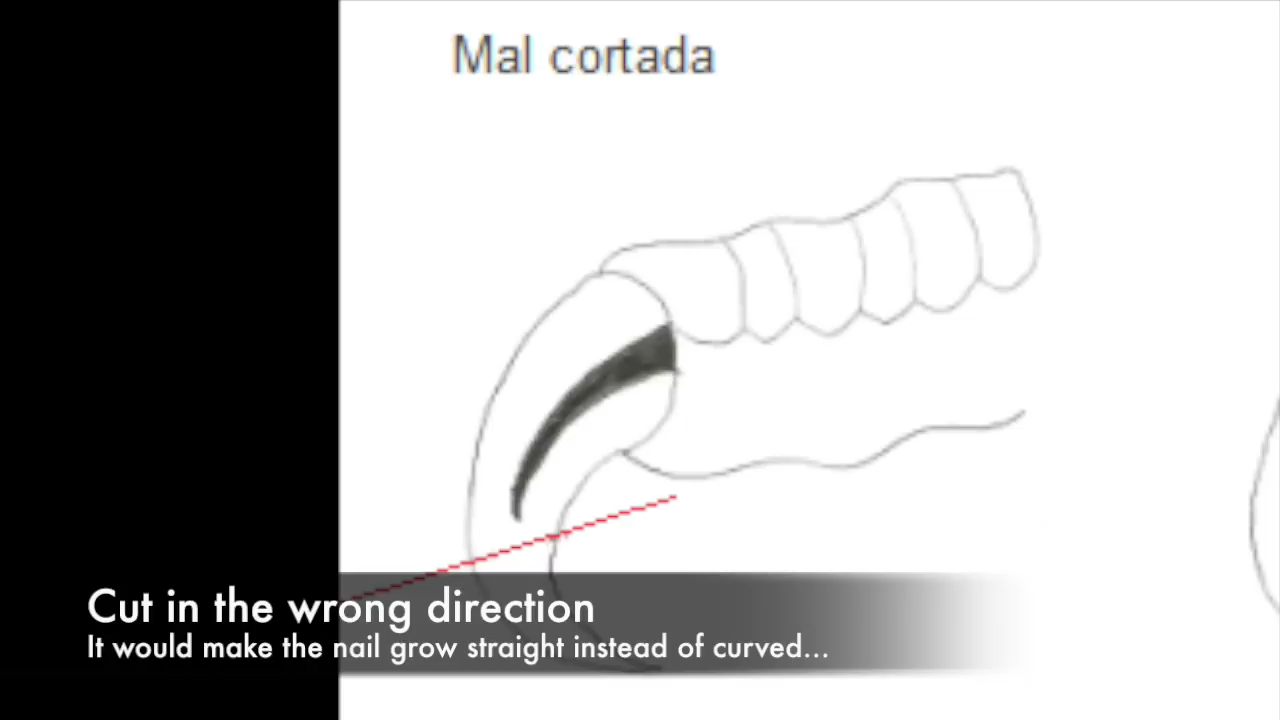 Mal cortada
Cut in the wrong direction
It would make the nail grow straight instead of curved...